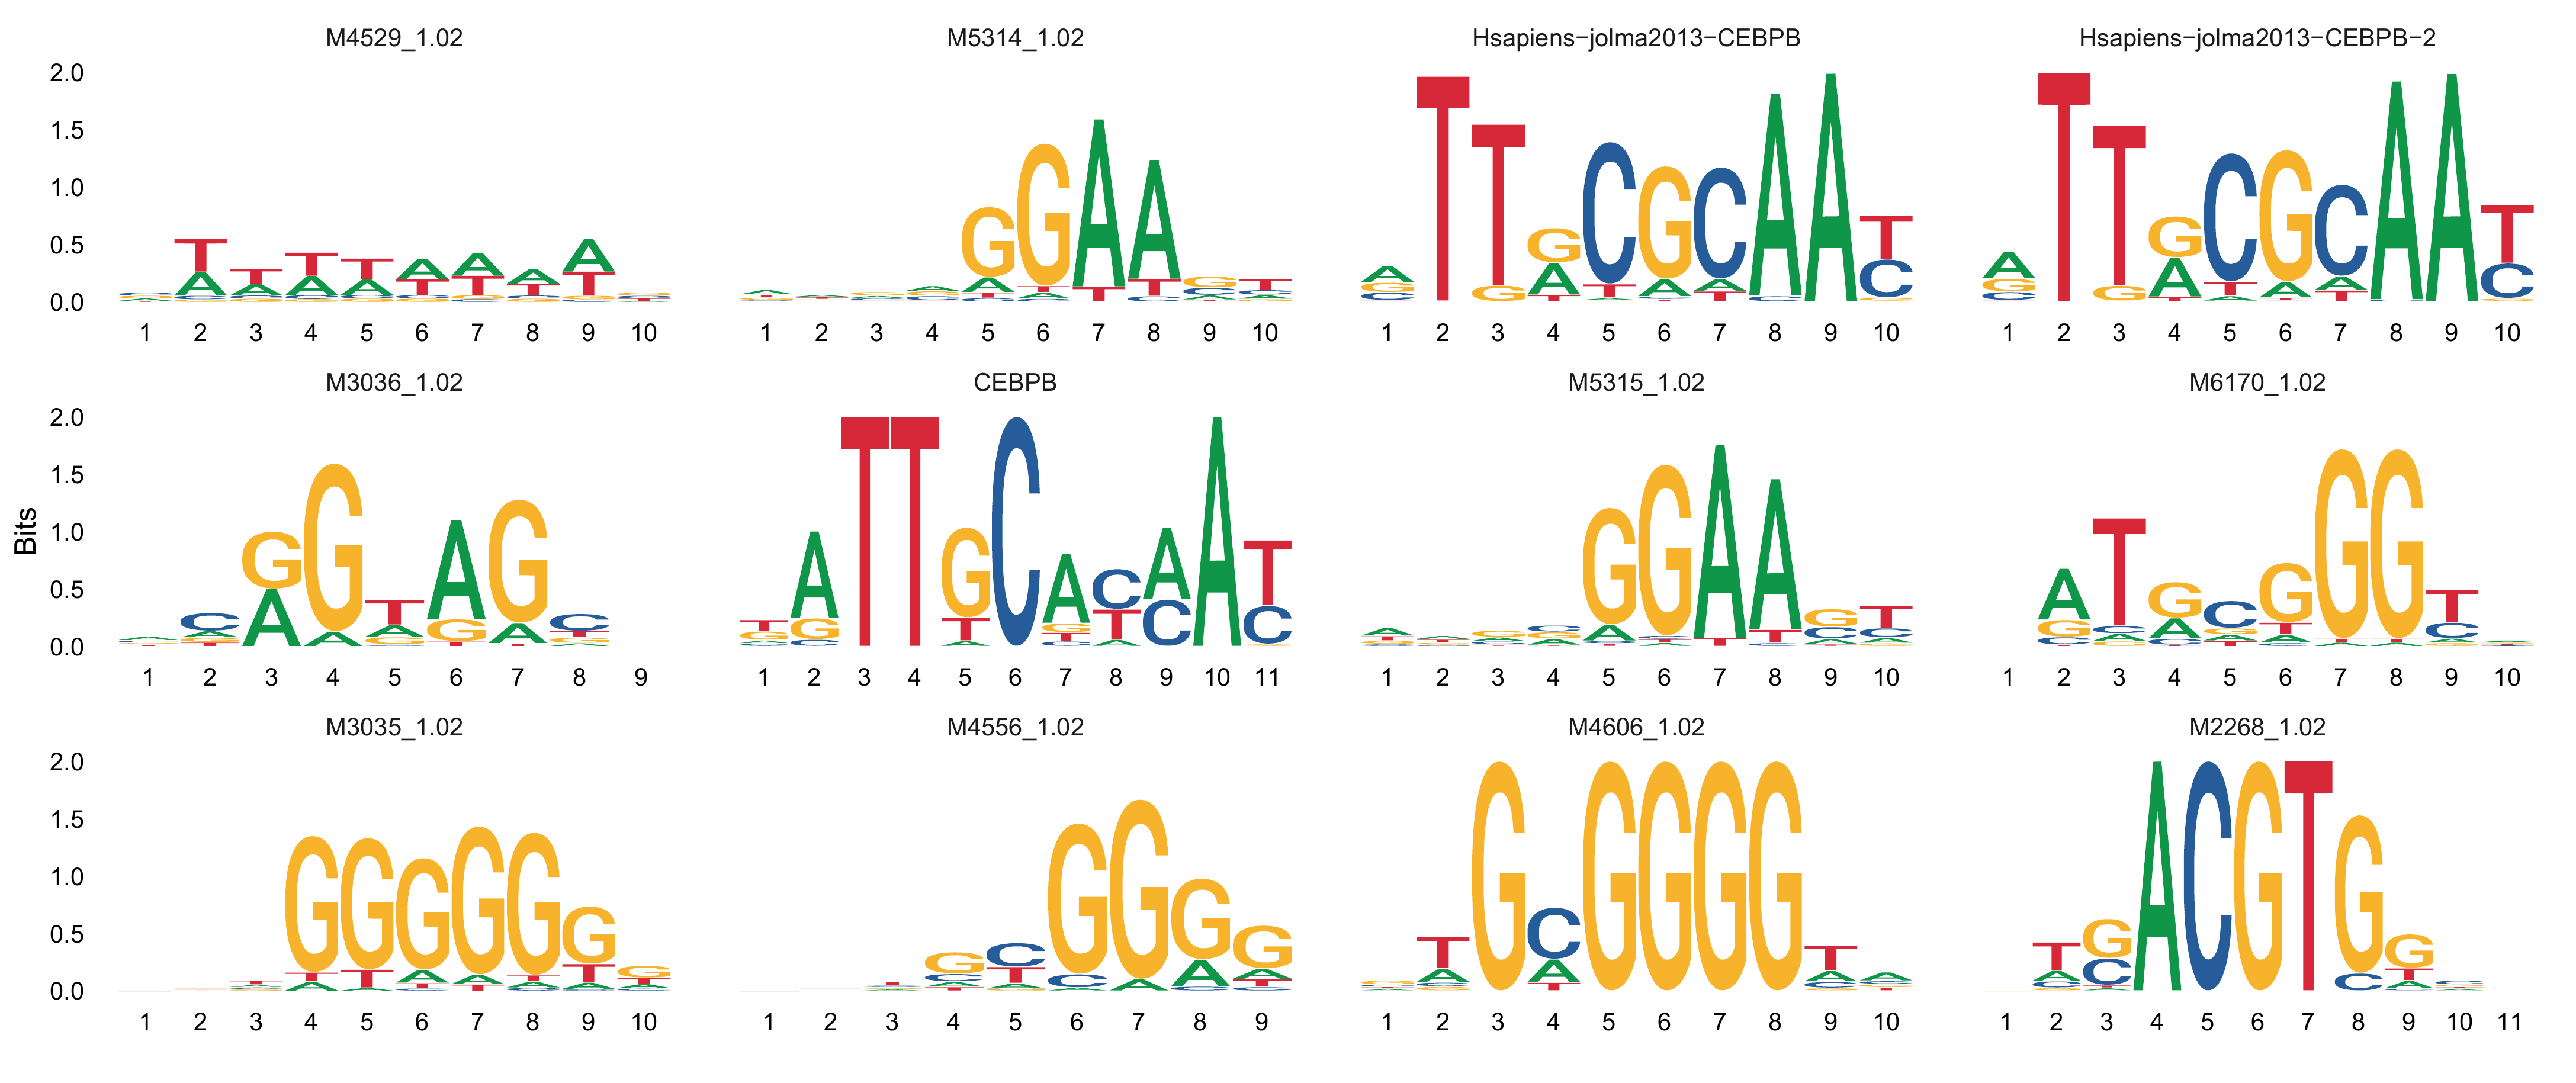 M4529_1.02 M5314_1.02 Hsapiens−jolma2013−CEBPB Hsapiens−jolma2013−CEBPB−2
2.0
1.5
1.0
0.5
0.0
1 2 3 4 5 6 7 8 9 10 1 2 3 4 5 6 7 8 9 10 1 2 3 4 5 6 7 8 9 10 1 2 3 4 5 6 7 8 9 10
M3036_1.02 CEBPB M5315_1.02 M6170_1.02
Bits
2.0
1.5
1.0
0.5
0.0
1 2 3 4 5 6 7 8 9 1 2 3 4 5 6 7 8 9 10 11 1 2 3 4 5 6 7 8 9 10 1 2 3 4 5 6 7 8 9 10
M3035_1.02 M4556_1.02 M4606_1.02 M2268_1.02
2.0
1.5
1.0
0.5
0.0
1 2 3 4 5 6 7 8 9 10 1 2 3 4 5 6 7 8 9 1 2 3 4 5 6 7 8 9 10 1 2 3 4 5 6 7 8 9 10 11